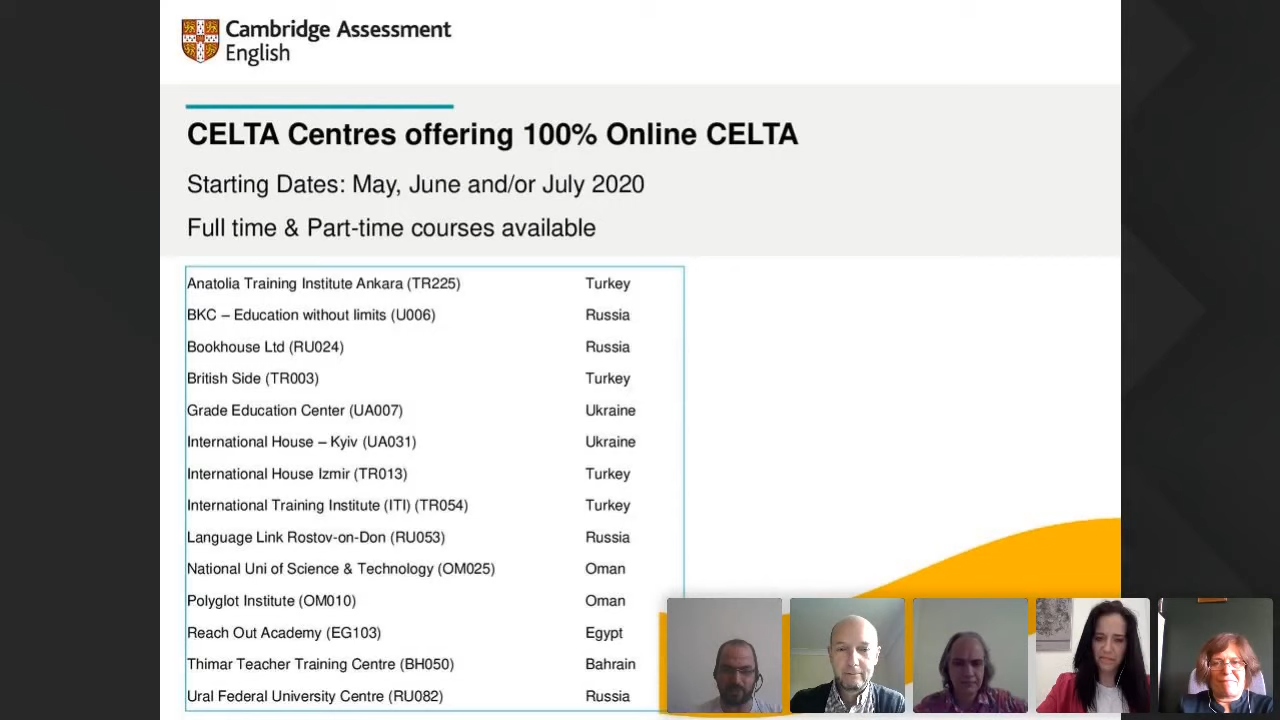 Cambridge Assessment
English
CELTA Centres offering 100% Online CELTA
Starting Dates: May, June and/or July 2020
Full time & Part-time courses available
Anatolia Training Institute Ankara (TR225) Turkey
BKC – Education without limits (U006) Russia
Bookhouse Ltd (RU024) Russia
British Side (TR003) Turkey
Grade Education Center (UA007) Ukraine
International House – Kyiv (UA031) Ukraine
International House Izmir (TR013) Turkey
International Training Institute (ITI) (TR054) Turkey
Language Link Rostov-on-Don (RU053) Russia
National Uni of Science & Technology (OM025) Oman
Polyglot Institute (OM010) Oman
Reach Out Academy (EG103) Egypt
Thimar Teacher Training Centre (BH050) Bahrain
Ural Federal University Centre (RU082) Russia